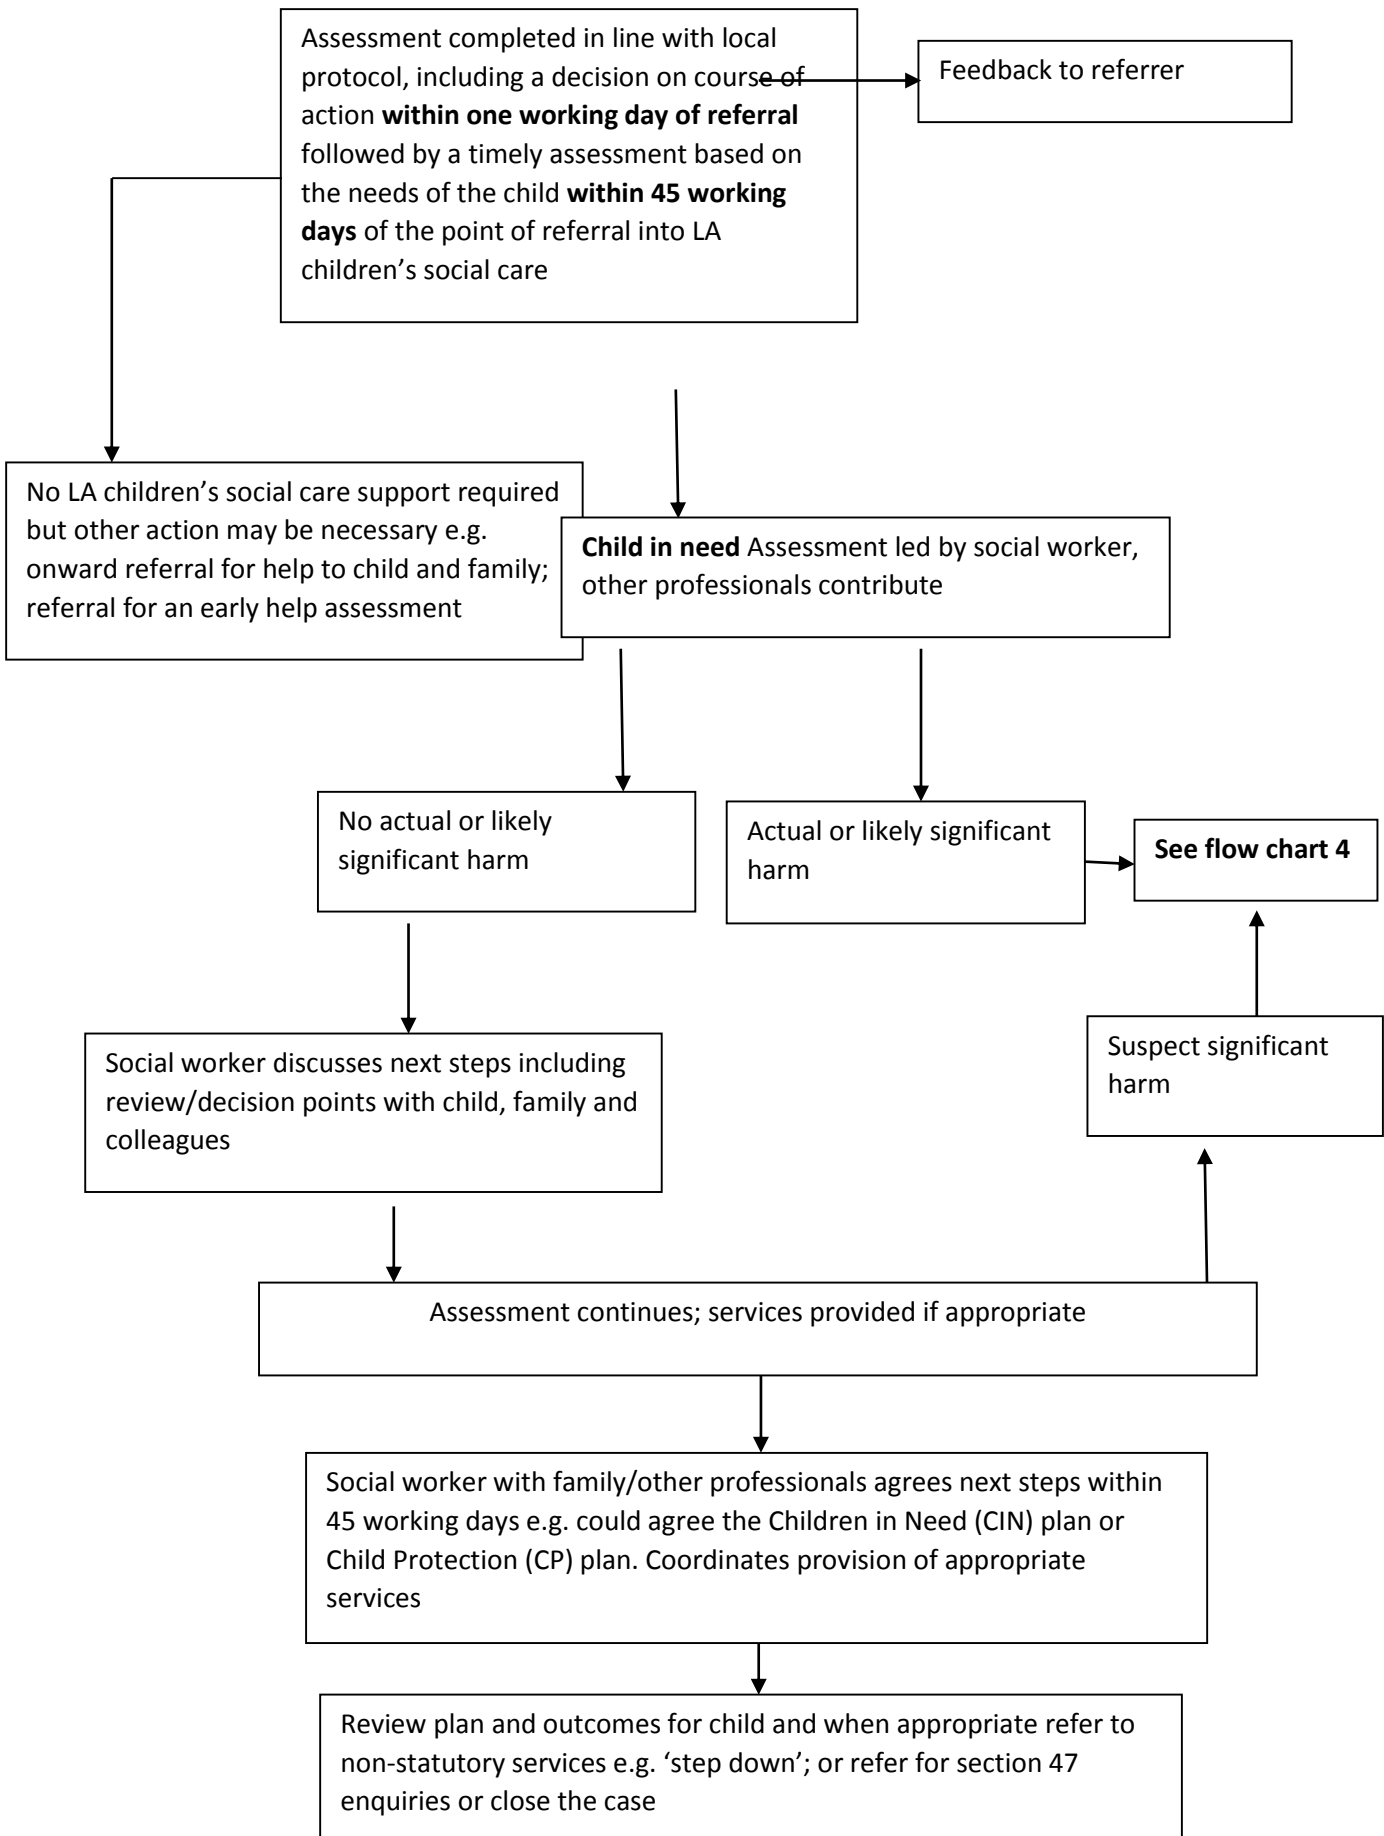 Assessment completed in line with local
protocol, including a decision on course of
action within one working day of referral
followed by a timely assessment based on
the needs of the child within 45 working
days of the point of referral into LA
children’s social care
Feedback to referrer
No LA children’s social care support required
but other action may be necessary e.g.
onward referral for help to child and family;
referral for an early help assessment
Child in need Assessment led by social worker,
other professionals contribute
No actual or likely
significant harm
Actual or likely significant
harm
See flow chart 4
Social worker discusses next steps including
review/decision points with child, family and
colleagues
Suspect significant
harm
Assessment continues; services provided if appropriate
Social worker with family/other professionals agrees next steps within
45 working days e.g. could agree the Children in Need (CIN) plan or
Child Protection (CP) plan. Coordinates provision of appropriate
services
Review plan and outcomes for child and when appropriate refer to
non-statutory services e.g. ‘step down’; or refer for section 47
enquiries or close the case